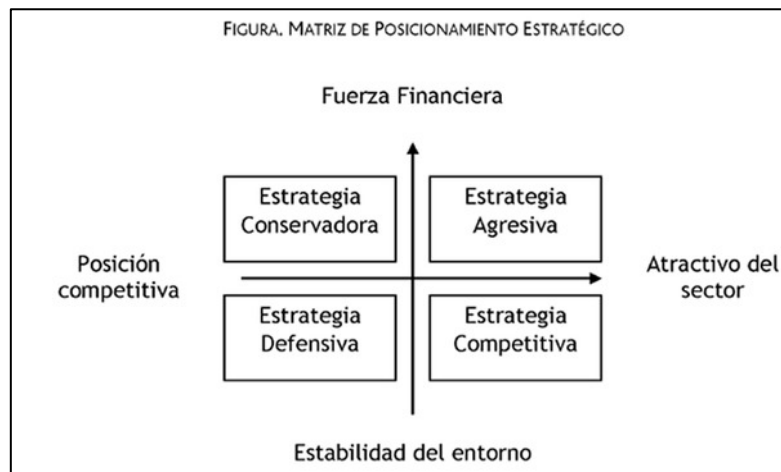 FIGURA. MATRIZ DE POSICIONAMIENTO ESTRATÉGICO
Fuerza Financiera
Estrategia
Conservadora
Estrategia
Agresiva
Posición
competitiva
Atractivo del
sector
Estrategia
Defensiva
Estrategia
Competitiva
Estabilidad del entorno